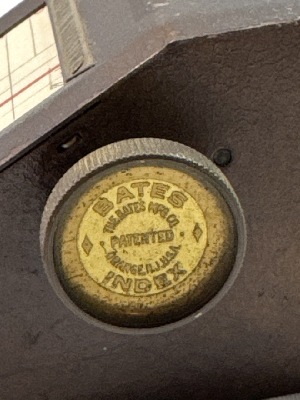 BATES
THE BATES MFG. CO.
PATENTED
ORANGE, N.J. U.S.A.
INDEX